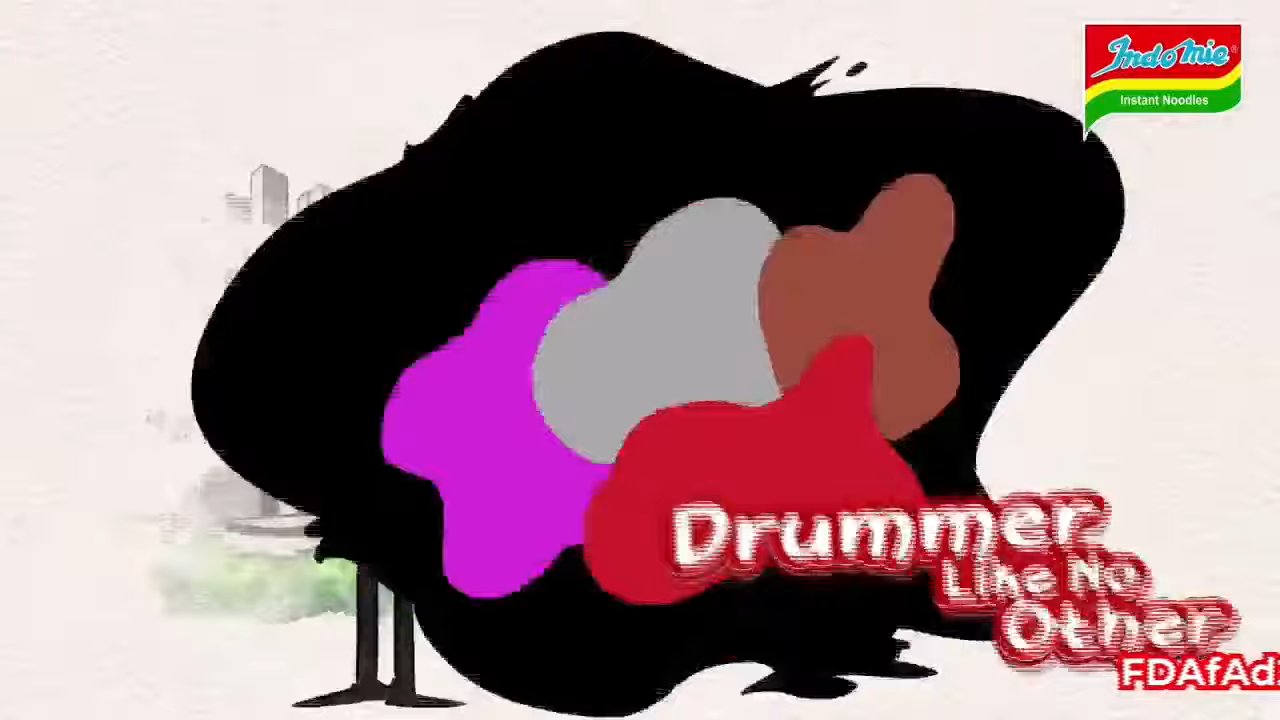 Indomie®
Instant Noodles
Drummer
Like No
Other
FDAfAd